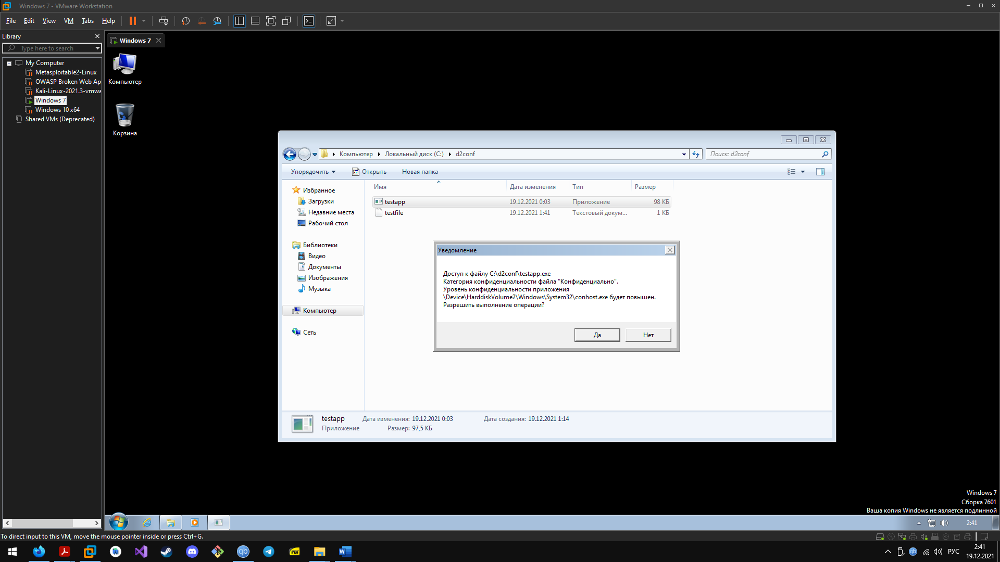 Windows 7 - VMware Workstation
File Edit View VM Tabs Help
Library
Type here to search
My Computer
Metasploitable2-Linux
OWASP Broken Web Ap
Kali-Linux-2021.3-vmwa
Windows 7
Windows 10 x64
Shared VMs (Deprecated)
Windows 7
Компьютер
Корзина
Компьютер Локальный диск (C:) d2conf
Поиск: d2conf
Упорядочить Открыть Новая папка
Имя Дата изменения Тип Размер
testapp 19.12.2021 0:03 Приложение 98 КБ
testfile 19.12.2021 1:41 Текстовый докум... 1 КБ
Избранное
Загрузки
Недавние места
Рабочий стол
Библиотеки
Видео
Документы
Изображения
Музыка
Компьютер
Сеть
Уведомление
Доступ к файлу C:\d2conf\testapp.exe
Категория конфиденциальности файла "Конфиденциально".
Уровень конфиденциальности приложения
\Device\HarddiskVolume2\Windows\System32\conhost.exe будет повышен.
Разрешить выполнение операции?
Да Нет
testapp Дата изменения: 19.12.2021 0:03 Дата создания: 19.12.2021 1:14
Приложение Размер: 97,5 КБ
Windows 7
Сборка 7601
Ваша копия Windows не является подлинной
2:41
To direct input to this VM, move the mouse pointer inside or press Ctrl+G.
qb
PDF
W
qb
РУС
2:41
19.12.2021